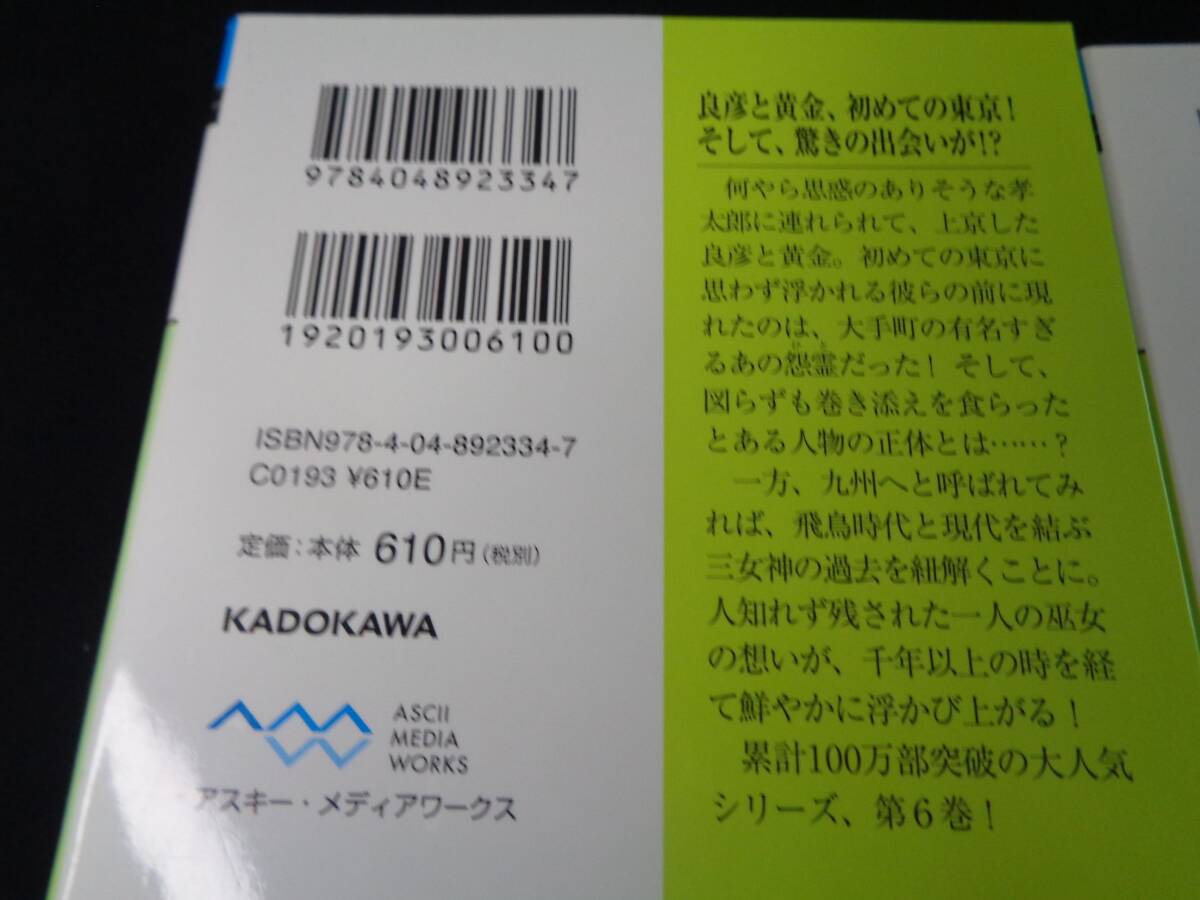 9784048923347
1920193006100
ISBN978-4-04-892334-7
C0193 ¥610E
定価：本体 610円（税別）
KADOKAWA
ASCII
MEDIA
WORKS
アスキー・メディアワークス
良彦と黄金、初めての東京！
そして、驚きの出会いが!?
何やら思惑のありそうな孝
太郎に連れられて、上京した
良彦と黄金。初めての東京に
思わず浮かれる彼らの前に現
れたのは、大手町の有名すぎ
るあの怨霊だった！ そして、
図らずも巻き添えを食らった
とある人物の正体とは……？
一方、九州へと呼ばれてみ
れば、飛鳥時代と現代を結ぶ
三女神の過去を紐解くことに。
人知れず残された一人の巫女
の想いが、千年以上の時を経
て鮮やかに浮かび上がる！
累計100万部突破の大人気
シリーズ、第6巻！